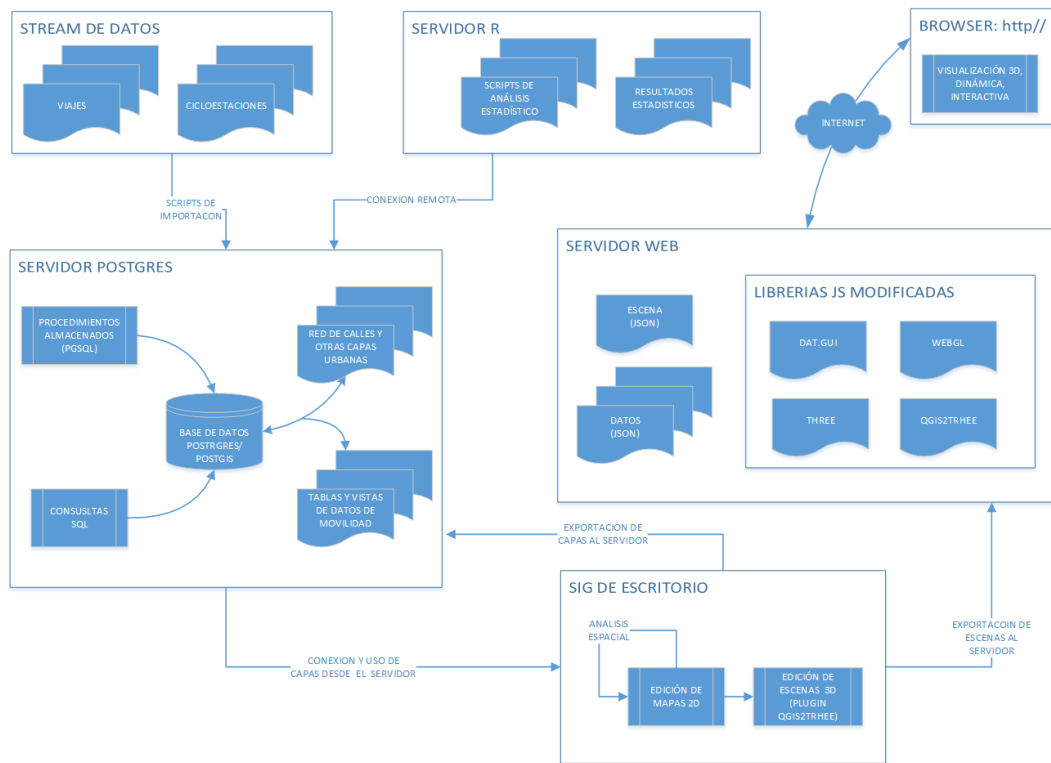 STREAM DE DATOS
VIAJES
CICLOESTACIONES
SERVIDOR R
SCRIPTS DE
ANÁLISIS
ESTADÍSTICO
RESULTADOS
ESTADISTICOS
BROWSER: http//
VISUALIZACIÓN 3D,
DINÁMICA,
INTERACTIVA
INTERNET
SCRIPTS DE
IMPORTACON
CONEXION REMOTA
SERVIDOR POSTGRES
PROCEDIMIENTOS
ALMACENADOS
(PGSQL)
RED DE CALLES Y
OTRAS CAPAS
URBANAS
BASE DE DATOS
POSTRGRES/
POSTGIS
CONSUSLTAS
SQL
TABLAS Y VISTAS
DE DATOS DE
MOVILIDAD
SERVIDOR WEB
ESCENA
(JSON)
DATOS
(JSON)
LIBRERIAS JS MODIFICADAS
DAT.GUI
WEBGL
THREE
QGIS2TRHEE
EXPORTACION DE
CAPAS AL SERVIDOR
CONEXION Y USO DE
CAPAS DESDE EL SERVIDOR
SIG DE ESCRITORIO
ANALISIS
ESPACIAL
EDICIÓN DE
MAPAS 2D
EDICIÓN DE
ESCENAS 3D
(PLUGIN
QGIS2TRHEE)
EXPORTACOIN DE
ESCENAS AL
SERVIDOR